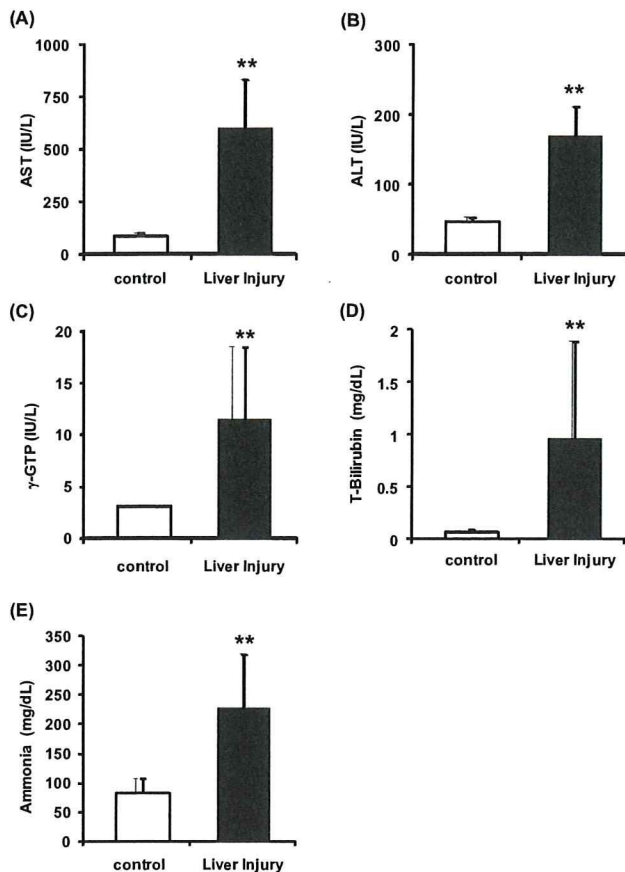 (A)
1000
750
500
250
0
AST (IU/L)
**
control Liver Injury
(B)
300
200
100
0
ALT (IU/L)
**
control Liver Injury
(C)
20
15
10
5
0
γ-GTP (IU/L)
**
control Liver Injury
(D)
2
1.5
1
0.5
0
T-Bilirubin (mg/dL)
**
control Liver Injury
(E)
350
300
250
200
150
100
50
0
Ammonia (mg/dL)
**
control Liver Injury